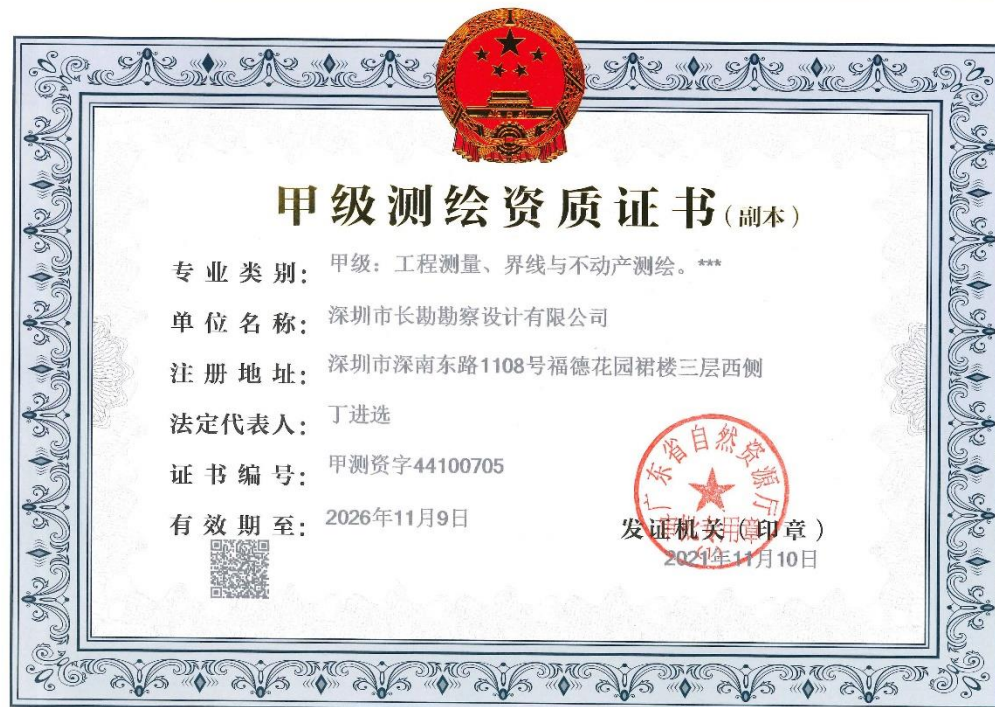 甲级测绘资质证书(副本)
专业类别：甲级：工程测量、界线与不动产测绘。***
单位名称：深圳市长勘勘察设计有限公司
注册地址：深圳市深南东路1108号福德花园裙楼三层西侧
法定代表人：丁进选
证书编号：甲测资字44100705
有效期至：2026年11月9日
广东省自然资源厅
审批专用章
发证机关（印章）
2021年11月10日